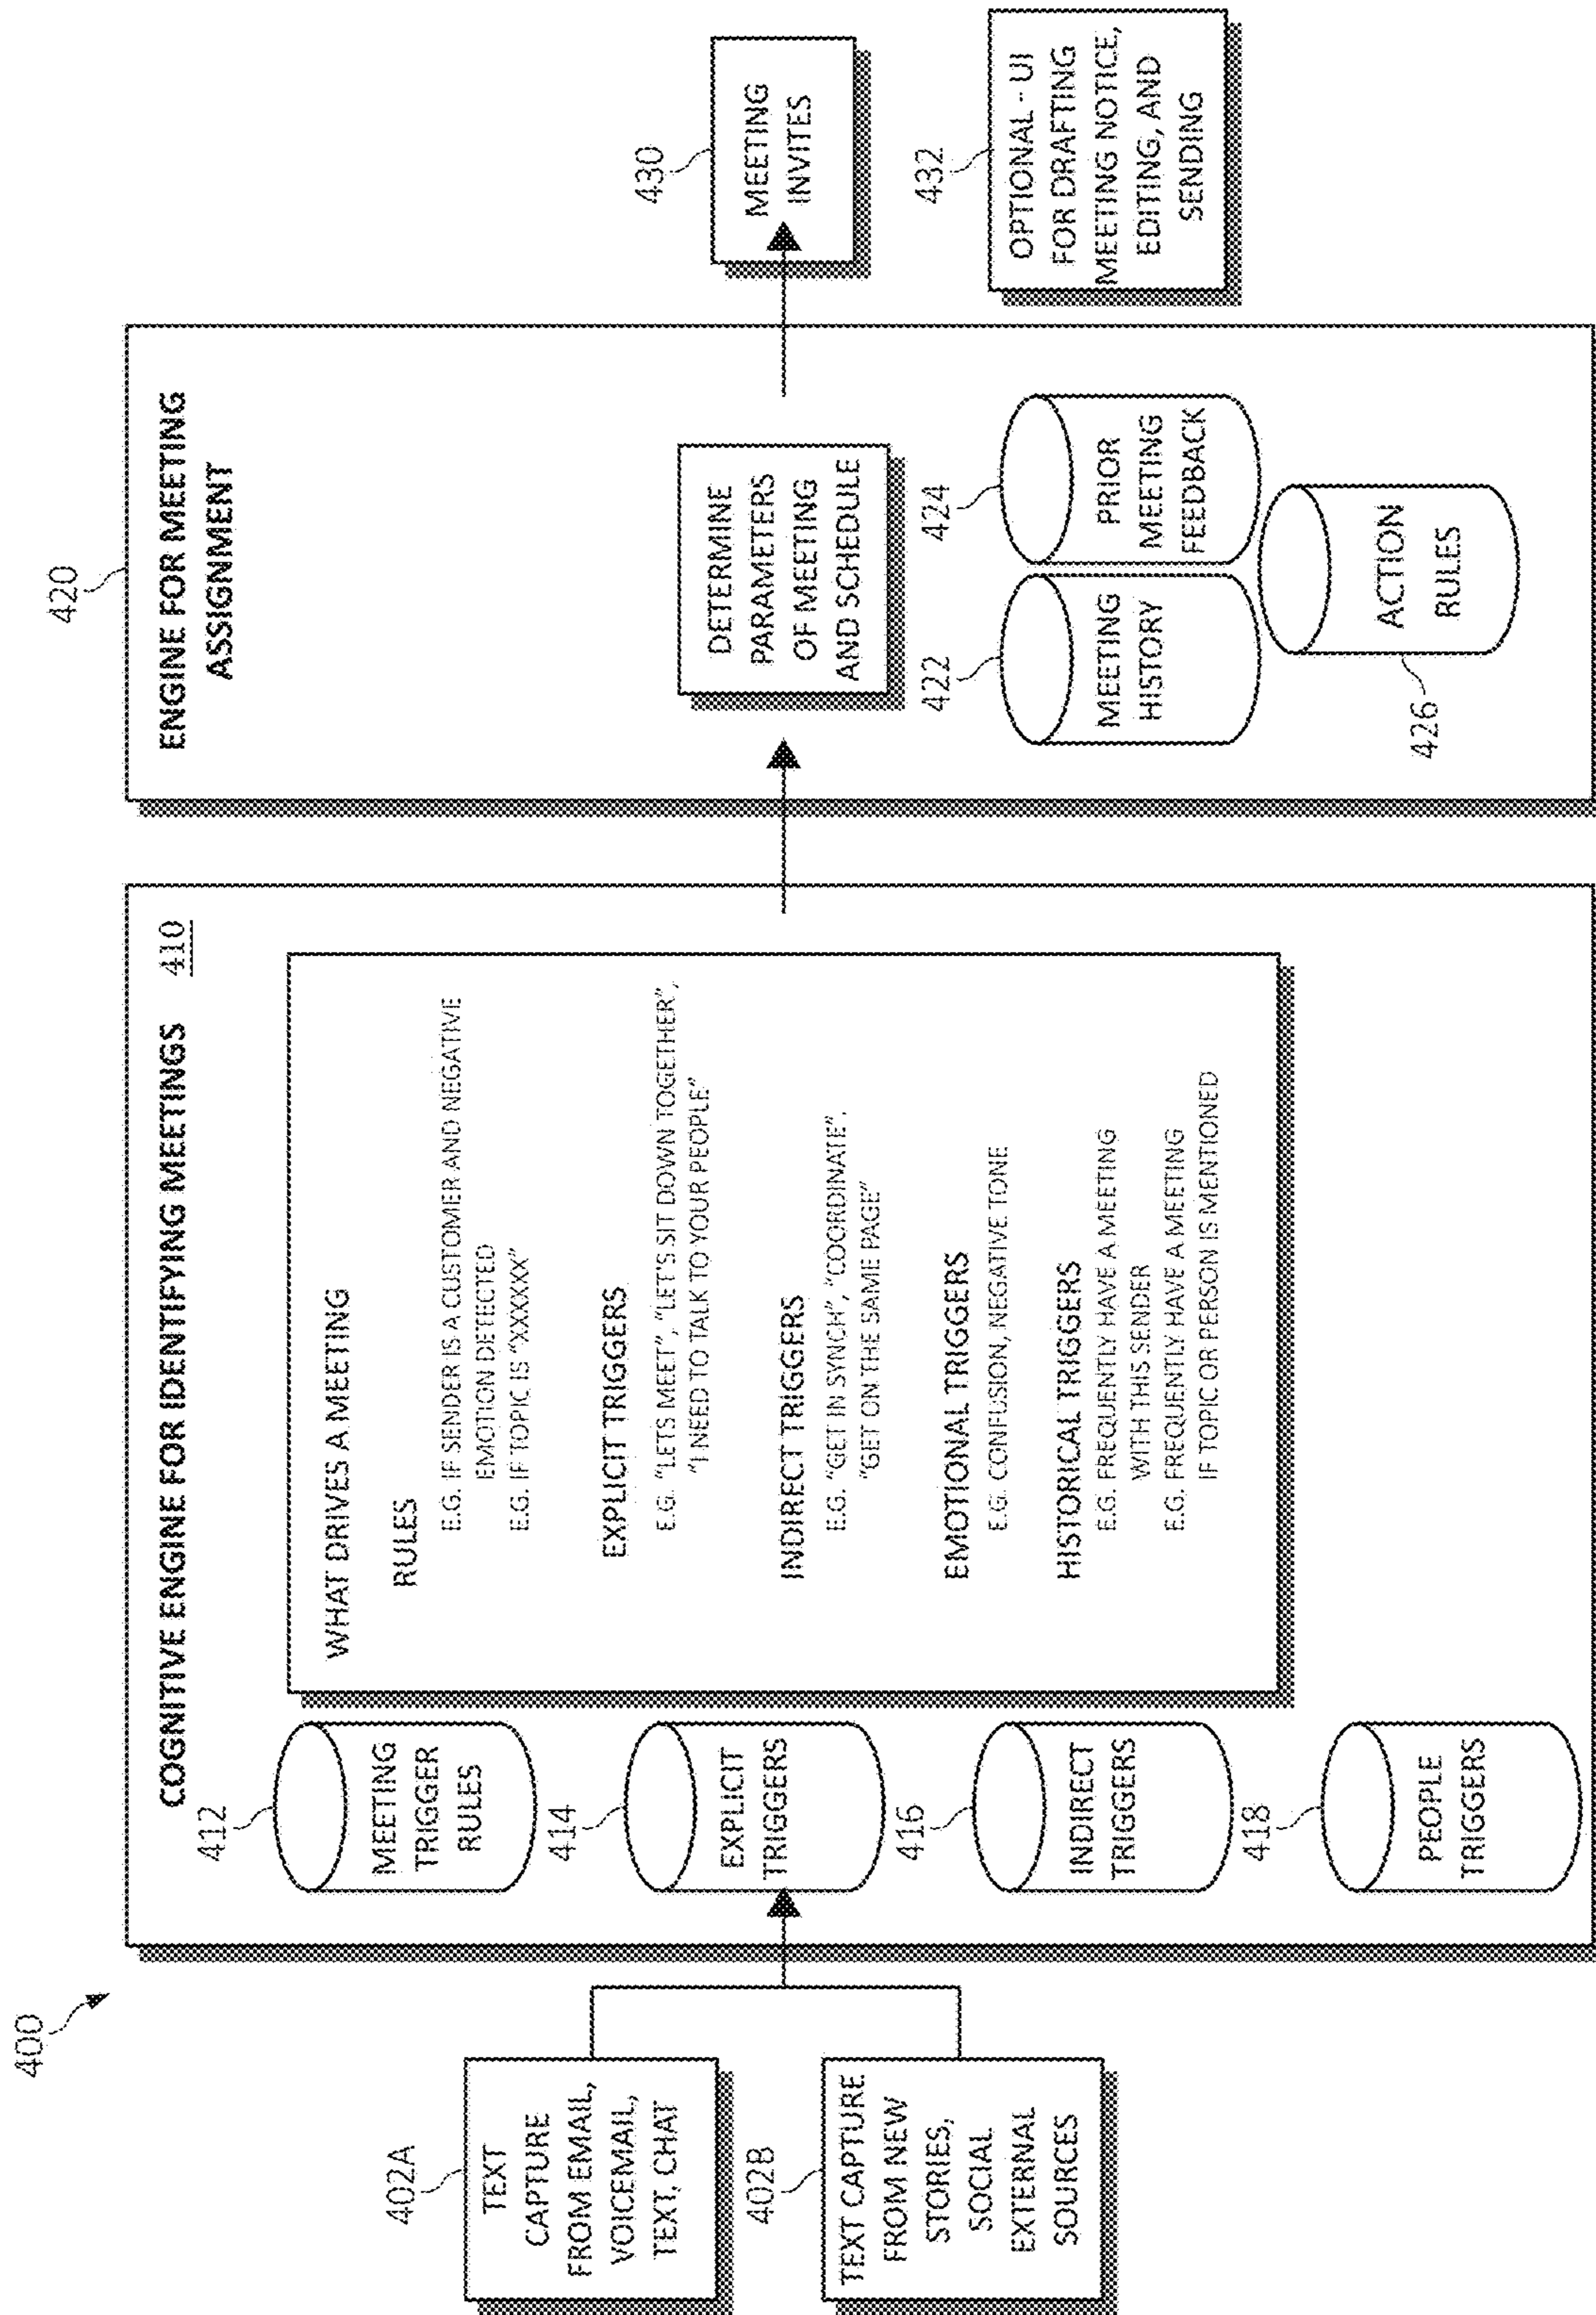 400
402A
TEXT
CAPTURE
FROM EMAIL,
VOICEMAIL,
TEXT, CHAT
402B
TEXT CAPTURE
FROM NEW
STORIES,
SOCIAL
EXTERNAL
SOURCES
COGNITIVE ENGINE FOR IDENTIFYING MEETINGS 410
412
MEETING
TRIGGER
RULES
414
EXPLICIT
TRIGGERS
416
INDIRECT
TRIGGERS
418
PEOPLE
TRIGGERS
WHAT DRIVES A MEETING
RULES
E.G. IF SENDER IS A CUSTOMER AND NEGATIVE
EMOTION DETECTED
E.G. IF TOPIC IS "XXXXXX"
EXPLICIT TRIGGERS
E.G. "LETS MEET", "LET'S SIT DOWN TOGETHER",
"I NEED TO TALK TO YOUR PEOPLE"
INDIRECT TRIGGERS
E.G. "GET IN SYNCH", "COORDINATE",
"GET ON THE SAME PAGE"
EMOTIONAL TRIGGERS
E.G. CONFUSION, NEGATIVE TONE
HISTORICAL TRIGGERS
E.G. FREQUENTLY HAVE A MEETING
WITH THIS SENDER
E.G. FREQUENTLY HAVE A MEETING
IF TOPIC OR PERSON IS MENTIONED
420
ENGINE FOR MEETING
ASSIGNMENT
DETERMINE
PARAMETERS
OF MEETING
AND SCHEDULE
422
MEETING
HISTORY
424
PRIOR
MEETING
FEEDBACK
426
ACTION
RULES
430
MEETING
INVITES
432
OPTIONAL - UI
FOR DRAFTING
MEETING NOTICE,
EDITING, AND
SENDING